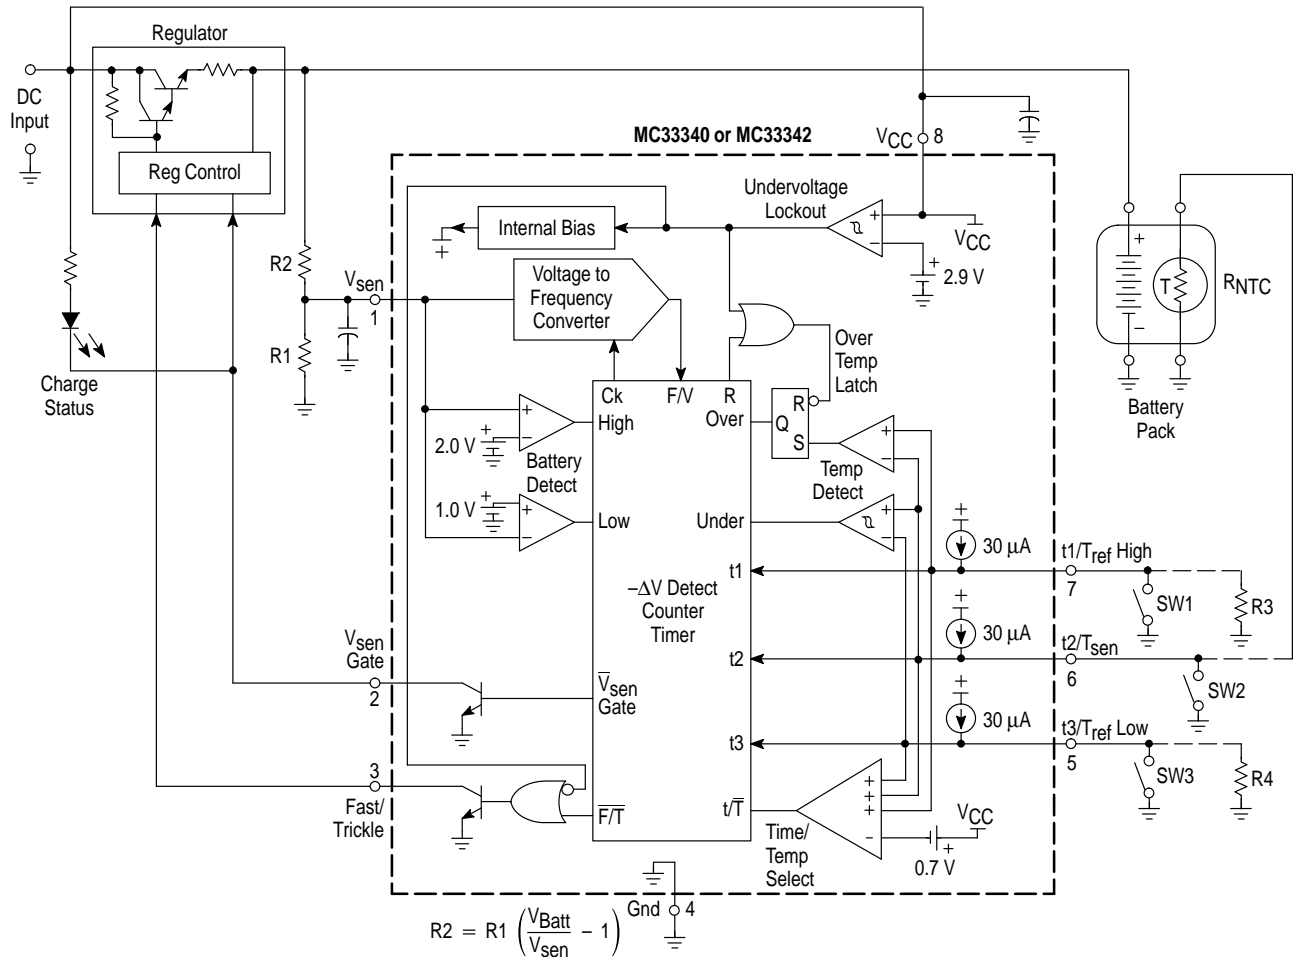 Regulator
DC
Input
Reg Control
MC33340 or MC33342
VCC
8
Undervoltage
Lockout
Internal Bias
+
+
−
VCC
+
2.9 V
R2
Vsen
1
Voltage to
Frequency
Converter
R1
Charge
Status
Over
Temp
Latch
+
−
T
RNTC
Battery
Pack
Ck
F/V
R
High
Over
Q
R
S
+
−
2.0 V
+
Battery
Detect
+
−
Temp
Detect
1.0 V
+
+
−
Low
Under
+
−
+
30 µA
t1
t1/Tref High
7
SW1
R3
−ΔV Detect
Counter
Timer
+
30 µA
t2
t2/Tsen
6
SW2
Vsen
Gate
2
V̅sen
Gate
+
30 µA
t3
t3/Tref Low
5
SW3
R4
3
Fast/
Trickle
F̅/̅T̅
t/T̅
+
+
+
−
Time/
Temp
Select
VCC
+
0.7 V
Gnd
4
R2 = R1 (VBatt/Vsen − 1)